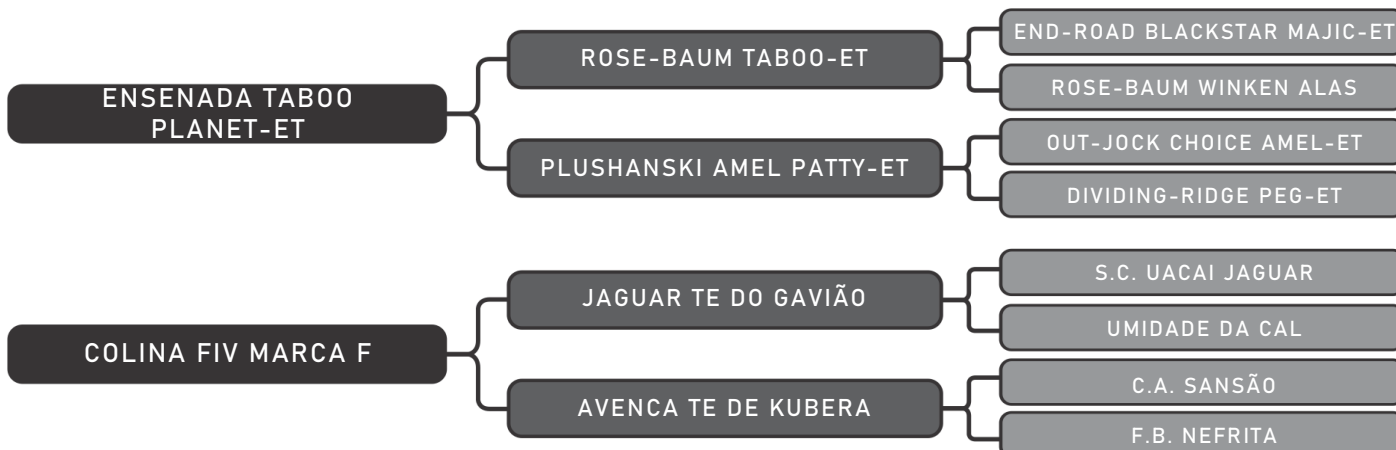 ENSENADA TABOO
PLANET-ET
ROSE-BAUM TABOO-ET
PLUSHANSKI AMEL PATTY-ET
END-ROAD BLACKSTAR MAJIC-ET
ROSE-BAUM WINKEN ALAS
OUT-JOCK CHOICE AMEL-ET
DIVIDING-RIDGE PEG-ET
COLINA FIV MARCA F
JAGUAR TE DO GAVIÃO
AVENCA TE DE KUBERA
S.C. UACAI JAGUAR
UMIDADE DA CAL
C.A. SANSÃO
F.B. NEFRITA